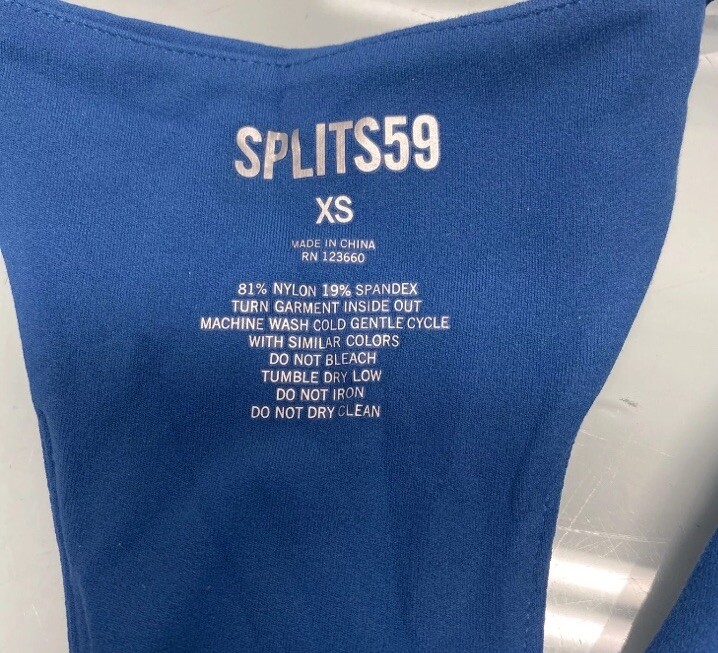 SPLITS59
XS
MADE IN CHINA
RN 123660
81% NYLON 19% SPANDEX
TURN GARMENT INSIDE OUT
MACHINE WASH COLD GENTLE CYCLE
WITH SIMILAR COLORS
DO NOT BLEACH
TUMBLE DRY LOW
DO NOT IRON
DO NOT DRY CLEAN